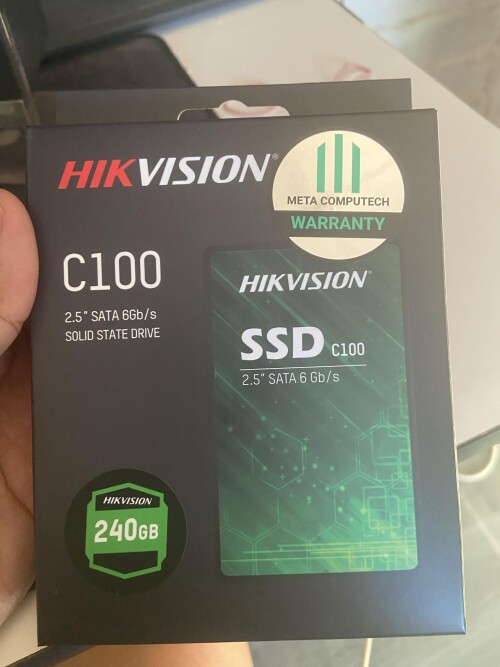 HIKVISION®
META COMPUTECH
WARRANTY
C100
2.5" SATA 6Gb/s
SOLID STATE DRIVE
HIKVISION®
SSD C100
2.5" SATA 6 Gb/s
HIKVISION
240GB